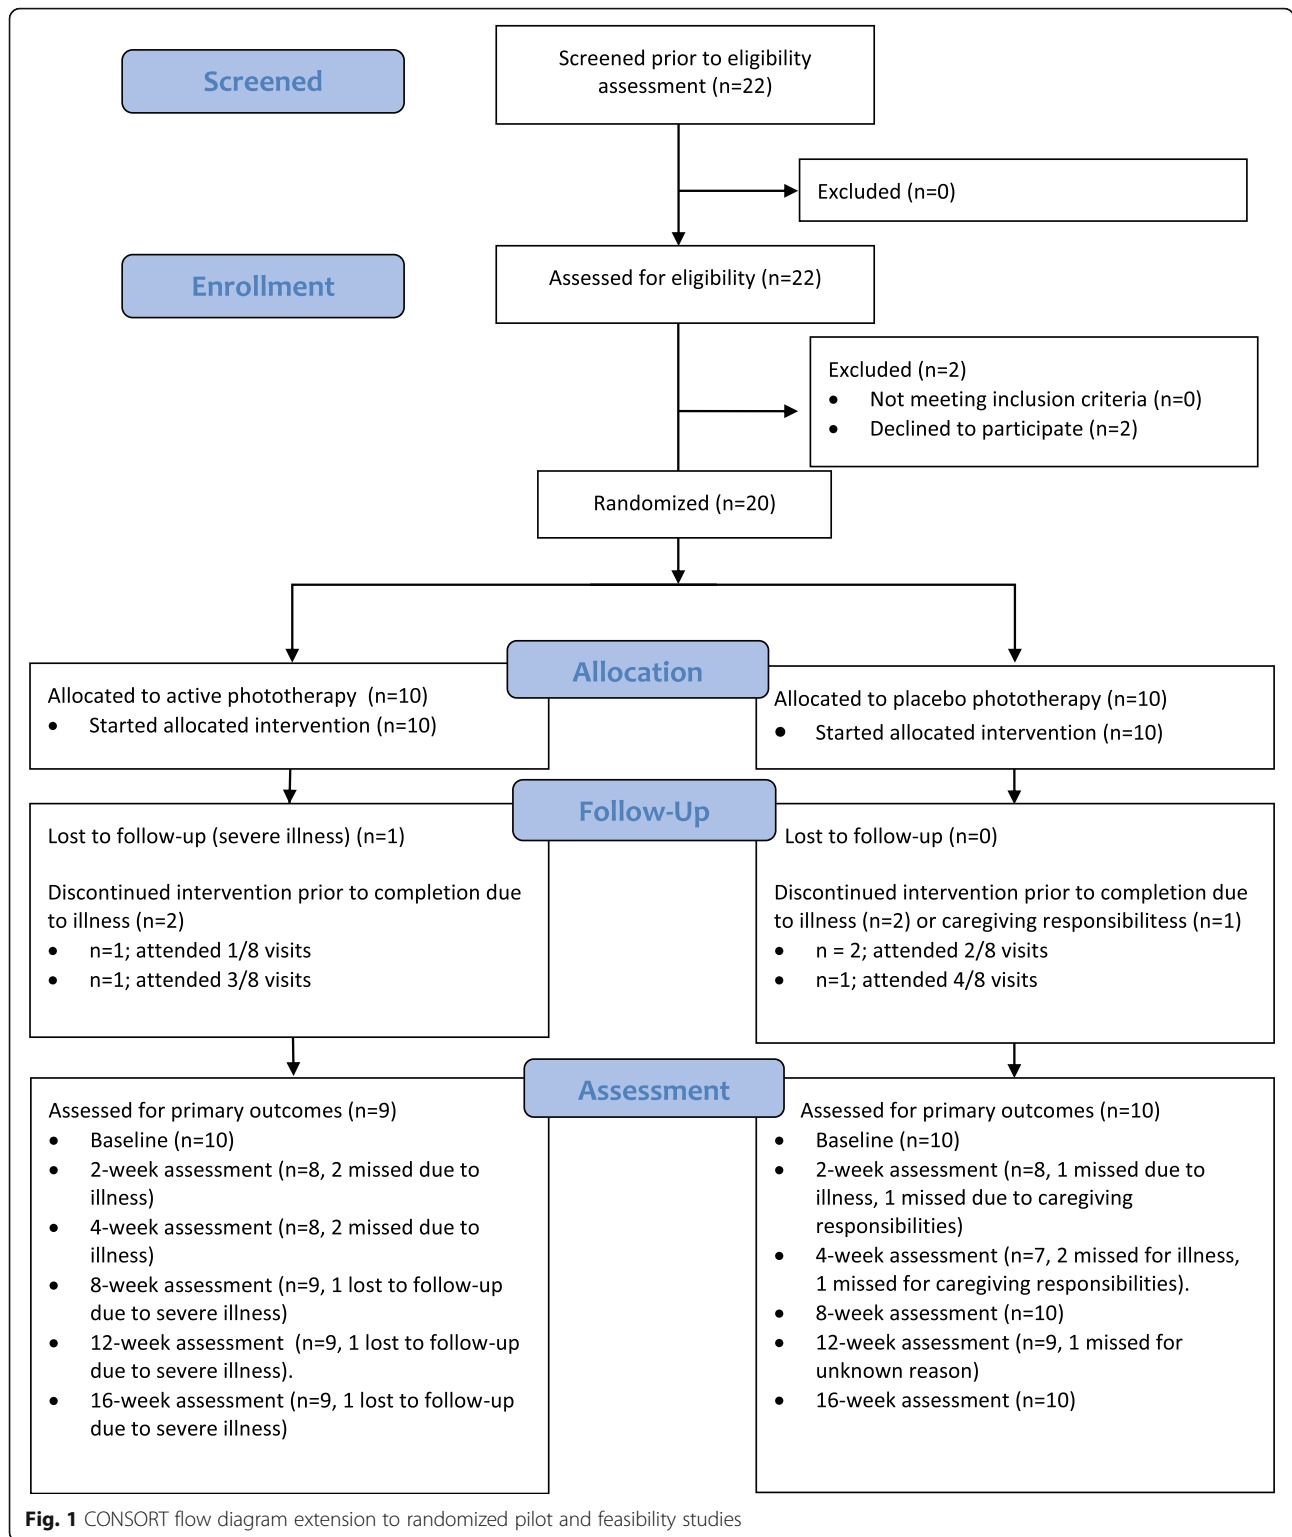 Screened
Screened prior to eligibility
assessment (n=22)
Excluded (n=0)
Enrollment
Assessed for eligibility (n=22)
Excluded (n=2)
• Not meeting inclusion criteria (n=0)
• Declined to participate (n=2)
Randomized (n=20)
Allocation
Allocated to active phototherapy (n=10)
• Started allocated intervention (n=10)
Allocated to placebo phototherapy (n=10)
• Started allocated intervention (n=10)
Follow-Up
Lost to follow-up (severe illness) (n=1)
Discontinued intervention prior to completion due
to illness (n=2)
• n=1; attended 1/8 visits
• n=1; attended 3/8 visits
Lost to follow-up (n=0)
Discontinued intervention prior to completion due
to illness (n=2) or caregiving responsibilitess (n=1)
• n = 2; attended 2/8 visits
• n=1; attended 4/8 visits
Assessment
Assessed for primary outcomes (n=9)
• Baseline (n=10)
• 2-week assessment (n=8, 2 missed due to
illness)
• 4-week assessment (n=8, 2 missed due to
illness)
• 8-week assessment (n=9, 1 lost to follow-up
due to severe illness)
• 12-week assessment (n=9, 1 lost to follow-up
due to severe illness).
• 16-week assessment (n=9, 1 lost to follow-up
due to severe illness)
Assessed for primary outcomes (n=10)
• Baseline (n=10)
• 2-week assessment (n=8, 1 missed due to
illness, 1 missed due to caregiving
responsibilities)
• 4-week assessment (n=7, 2 missed for illness,
1 missed for caregiving responsibilities).
• 8-week assessment (n=10)
• 12-week assessment (n=9, 1 missed for
unknown reason)
• 16-week assessment (n=10)
Fig. 1 CONSORT flow diagram extension to randomized pilot and feasibility studies